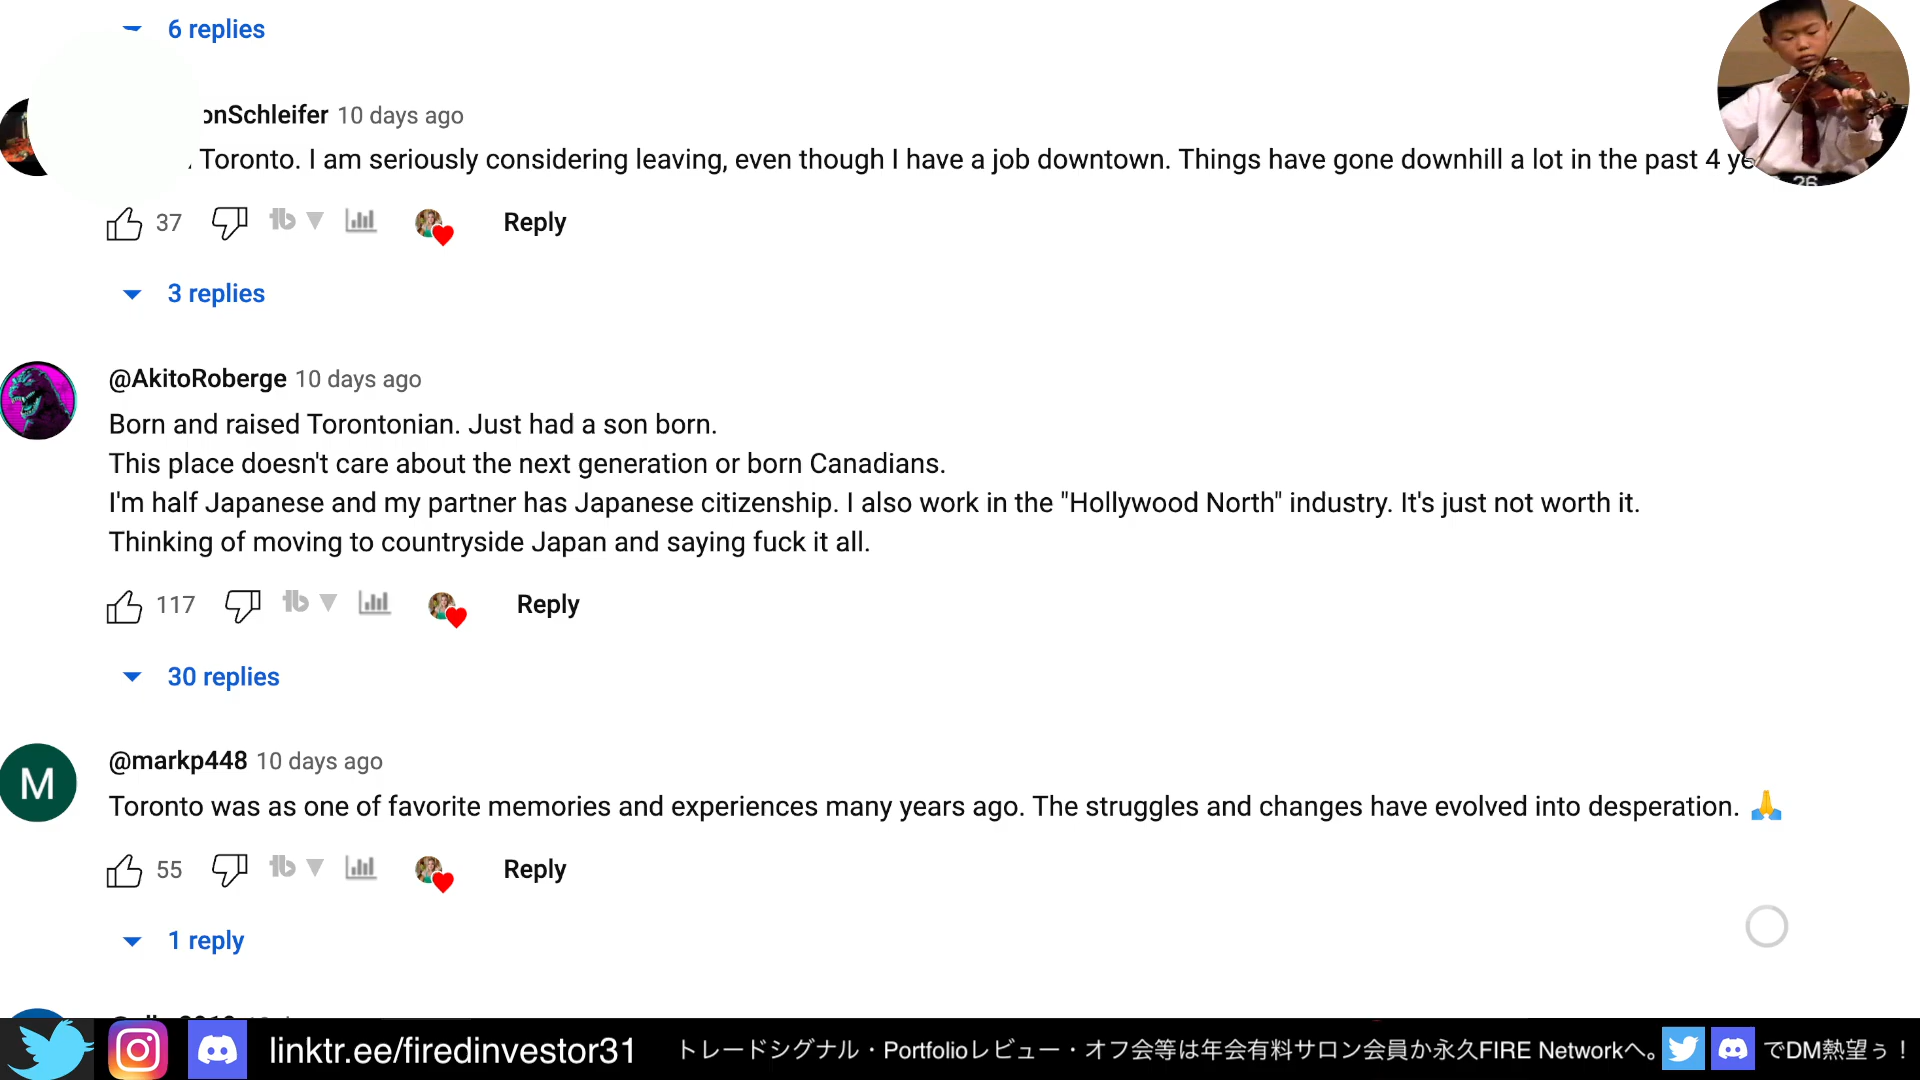 6 replies
onSchleifer 10 days ago
. Toronto. I am seriously considering leaving, even though I have a job downtown. Things have gone downhill a lot in the past 4
26
37 Reply
3 replies
@AkitoRoberge 10 days ago
Born and raised Torontonian. Just had a son born.
This place doesn't care about the next generation or born Canadians.
I'm half Japanese and my partner has Japanese citizenship. I also work in the "Hollywood North" industry. It's just not worth it.
Thinking of moving to countryside Japan and saying fuck it all.
117 Reply
30 replies
M
@markp448 10 days ago
Toronto was as one of favorite memories and experiences many years ago. The struggles and changes have evolved into desperation. 🙏
55 Reply
1 reply
linktr.ee/firedinvestor31 トレードシグナル・Portfolioレビュー・オフ会等は年会有料サロン会員か永久FIRE Networkへ。 でDM熱望ぅ！